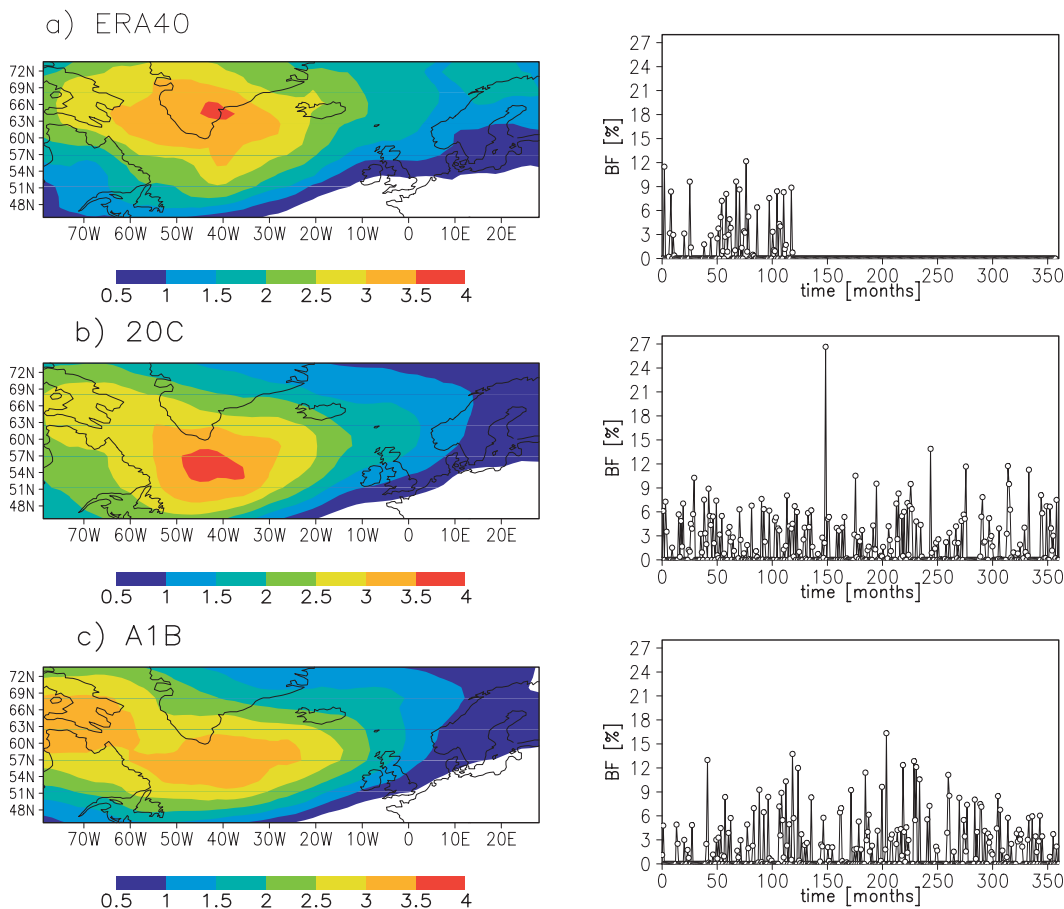 a) ERA40
72N
69N
66N
63N
60N
57N
54N
51N
48N
70W 60W 50W 40W 30W 20W 10W 0 10E 20E
0.5 1 1.5 2 2.5 3 3.5 4
BF [%]
27
24
21
18
15
12
9
6
3
0
0 50 100 150 200 250 300 350
time [months]
b) 20C
72N
69N
66N
63N
60N
57N
54N
51N
48N
70W 60W 50W 40W 30W 20W 10W 0 10E 20E
0.5 1 1.5 2 2.5 3 3.5 4
BF [%]
27
24
21
18
15
12
9
6
3
0
0 50 100 150 200 250 300 350
time [months]
c) A1B
72N
69N
66N
63N
60N
57N
54N
51N
48N
70W 60W 50W 40W 30W 20W 10W 0 10E 20E
0.5 1 1.5 2 2.5 3 3.5 4
BF [%]
27
24
21
18
15
12
9
6
3
0
0 50 100 150 200 250 300 350
time [months]